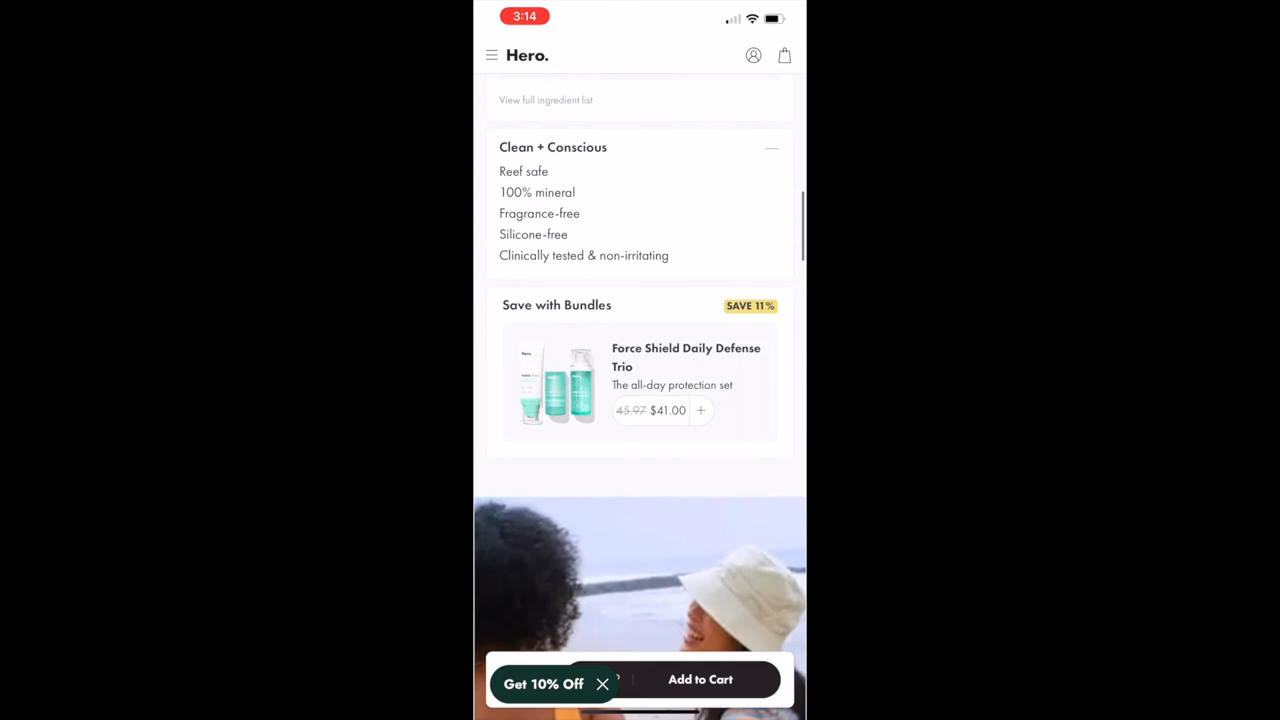 3:14
Hero.
View full ingredient list
Clean + Conscious
Reef safe
100% mineral
Fragrance-free
Silicone-free
Clinically tested & non-irritating
Save with Bundles
SAVE 11%
Hero.
Force Shield Daily Defense
Trio
The all-day protection set
45.97 $41.00 +
Get 10% Off
Add to Cart